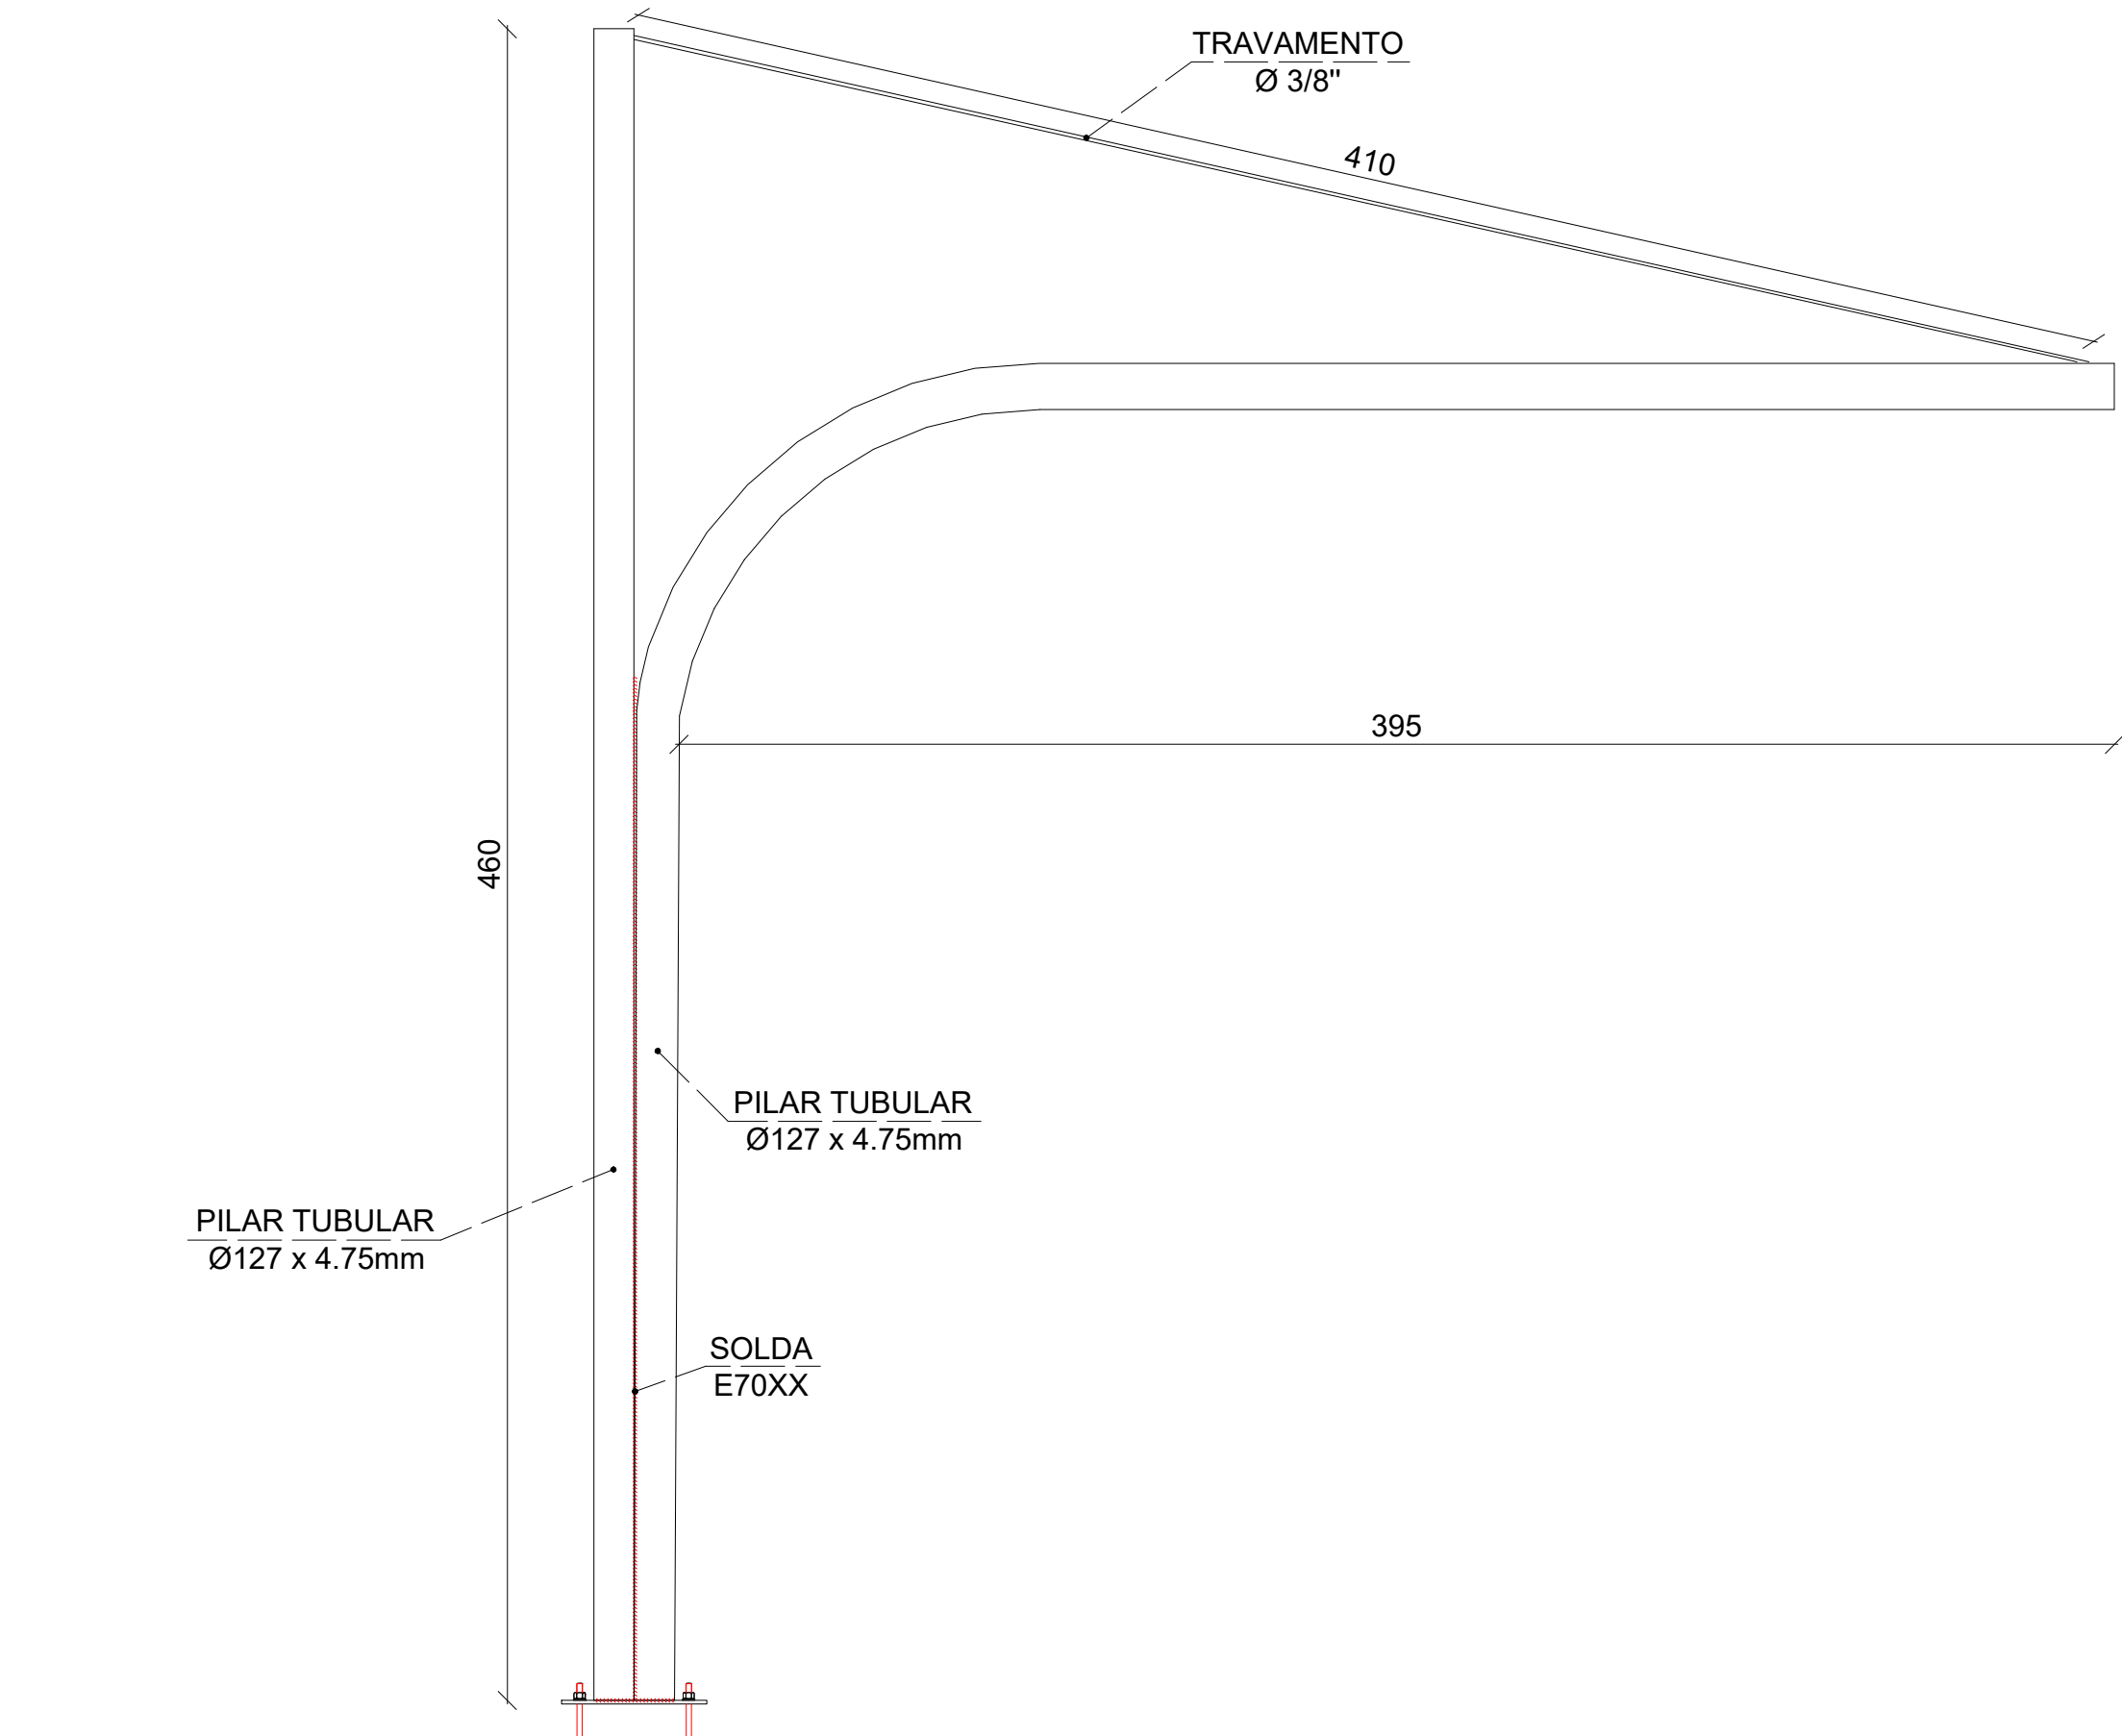 TRAVAMENTO
Ø 3/8"
410
395
460
PILAR TUBULAR
Ø127 x 4.75mm
PILAR TUBULAR
Ø127 x 4.75mm
SOLDA
E70XX